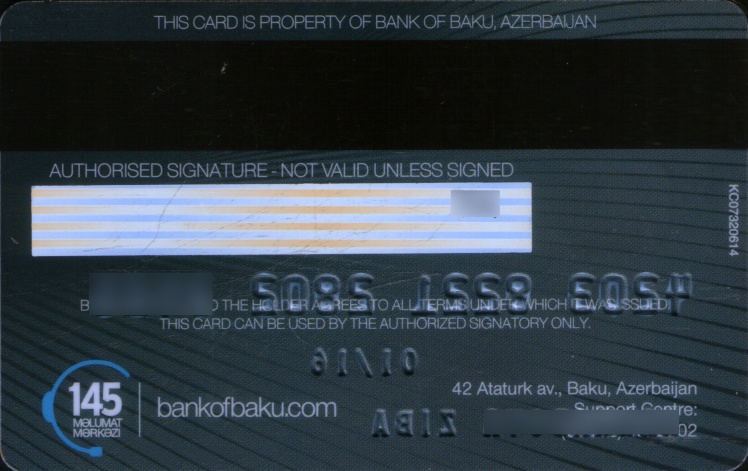 THIS CARD IS PROPERTY OF BANK OF BAKU, AZERBAIJAN
AUTHORISED SIGNATURE - NOT VALID UNLESS SIGNED
KC07320614
THE HOLDER AGREES TO ALL TERMS UNDER WHICH IT WAS ISSUED
THIS CARD CAN BE USED BY THE AUTHORIZED SIGNATORY ONLY.
145
MƏLUMAT
MƏRKƏZİ
bankofbaku.com
42 Ataturk av., Baku, Azerbaijan
Support Centre: